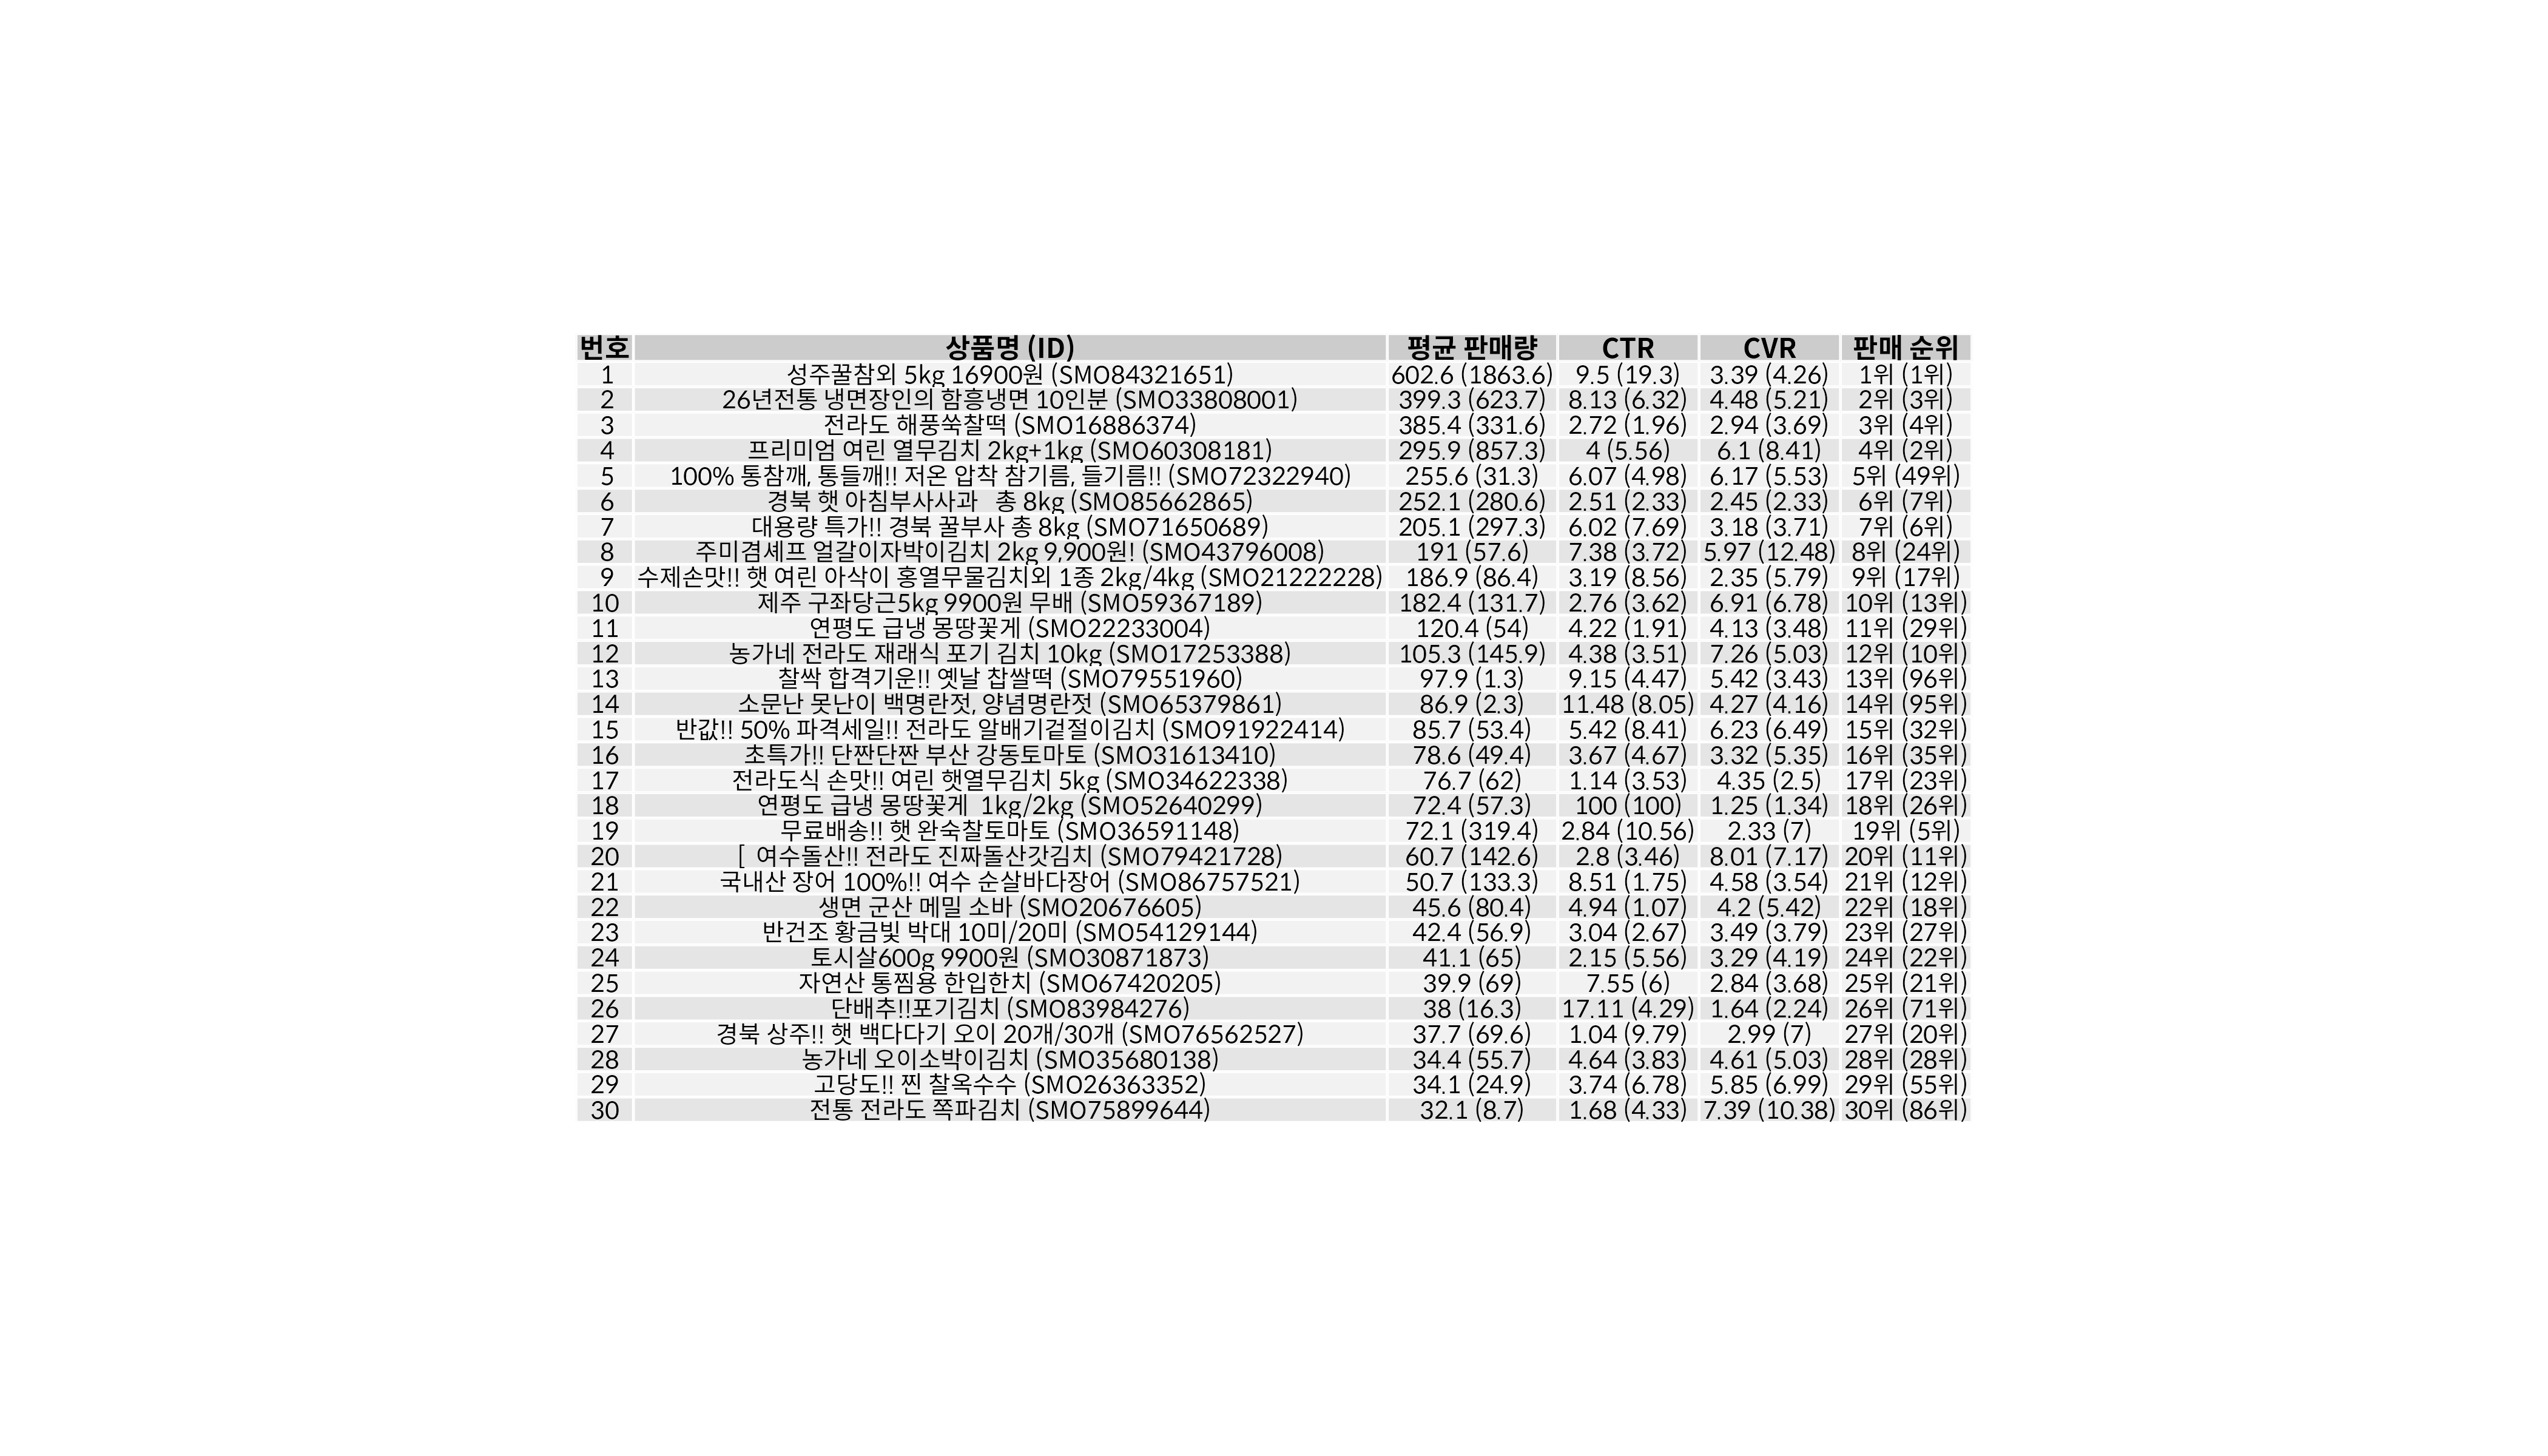 번호 상품명 (ID) 평균 판매량 CTR CVR 판매 순위
1 성주꿀참외 5kg 16900원 (SMO84321651) 602.6 (1863.6) 9.5 (19.3) 3.39 (4.26) 1위 (1위)
2 26년전통 냉면장인의 함흥냉면 10인분 (SMO33808001) 399.3 (623.7) 8.13 (6.32) 4.48 (5.21) 2위 (3위)
3 전라도 해풍쑥찰떡 (SMO16886374) 385.4 (331.6) 2.72 (1.96) 2.94 (3.69) 3위 (4위)
4 프리미엄 여린 열무김치 2kg+1kg (SMO60308181) 295.9 (857.3) 4 (5.56) 6.1 (8.41) 4위 (2위)
5 100% 통참깨, 통들깨!! 저온 압착 참기름, 들기름!! (SMO72322940) 255.6 (31.3) 6.07 (4.98) 6.17 (5.53) 5위 (49위)
6 경북 햇 아침부사사과   총 8kg (SMO85662865) 252.1 (280.6) 2.51 (2.33) 2.45 (2.33) 6위 (7위)
7 대용량 특가!! 경북 꿀부사 총 8kg (SMO71650689) 205.1 (297.3) 6.02 (7.69) 3.18 (3.71) 7위 (6위)
8 주미겸셰프 얼갈이자박이김치 2kg 9,900원! (SMO43796008) 191 (57.6) 7.38 (3.72) 5.97 (12.48) 8위 (24위)
9 수제손맛!! 햇 여린 아삭이 홍열무물김치외 1종 2kg/4kg (SMO21222228) 186.9 (86.4) 3.19 (8.56) 2.35 (5.79) 9위 (17위)
10 제주 구좌당근5kg 9900원 무배 (SMO59367189) 182.4 (131.7) 2.76 (3.62) 6.91 (6.78) 10위 (13위)
11 연평도 급냉 몽땅꽃게 (SMO22233004) 120.4 (54) 4.22 (1.91) 4.13 (3.48) 11위 (29위)
12 농가네 전라도 재래식 포기 김치 10kg (SMO17253388) 105.3 (145.9) 4.38 (3.51) 7.26 (5.03) 12위 (10위)
13 찰싹 합격기운!! 옛날 찹쌀떡 (SMO79551960) 97.9 (1.3) 9.15 (4.47) 5.42 (3.43) 13위 (96위)
14 소문난 못난이 백명란젓, 양념명란젓 (SMO65379861) 86.9 (2.3) 11.48 (8.05) 4.27 (4.16) 14위 (95위)
15 반값!! 50% 파격세일!! 전라도 알배기겉절이김치 (SMO91922414) 85.7 (53.4) 5.42 (8.41) 6.23 (6.49) 15위 (32위)
16 초특가!! 단짠단짠 부산 강동토마토 (SMO31613410) 78.6 (49.4) 3.67 (4.67) 3.32 (5.35) 16위 (35위)
17 전라도식 손맛!! 여린 햇열무김치 5kg (SMO34622338) 76.7 (62) 1.14 (3.53) 4.35 (2.5) 17위 (23위)
18 연평도 급냉 몽땅꽃게  1kg/2kg (SMO52640299) 72.4 (57.3) 100 (100) 1.25 (1.34) 18위 (26위)
19 무료배송!! 햇 완숙찰토마토 (SMO36591148) 72.1 (319.4) 2.84 (10.56) 2.33 (7) 19위 (5위)
20 [  여수돌산!! 전라도 진짜돌산갓김치 (SMO79421728) 60.7 (142.6) 2.8 (3.46) 8.01 (7.17) 20위 (11위)
21 국내산 장어 100%!! 여수 순살바다장어 (SMO86757521) 50.7 (133.3) 8.51 (1.75) 4.58 (3.54) 21위 (12위)
22 생면 군산 메밀 소바 (SMO20676605) 45.6 (80.4) 4.94 (1.07) 4.2 (5.42) 22위 (18위)
23 반건조 황금빛 박대 10미/20미 (SMO54129144) 42.4 (56.9) 3.04 (2.67) 3.49 (3.79) 23위 (27위)
24 토시살600g 9900원 (SMO30871873) 41.1 (65) 2.15 (5.56) 3.29 (4.19) 24위 (22위)
25 자연산 통찜용 한입한치 (SMO67420205) 39.9 (69) 7.55 (6) 2.84 (3.68) 25위 (21위)
26 단배추!!포기김치 (SMO83984276) 38 (16.3) 17.11 (4.29) 1.64 (2.24) 26위 (71위)
27 경북 상주!! 햇 백다다기 오이 20개/30개 (SMO76562527) 37.7 (69.6) 1.04 (9.79) 2.99 (7) 27위 (20위)
28 농가네 오이소박이김치 (SMO35680138) 34.4 (55.7) 4.64 (3.83) 4.61 (5.03) 28위 (28위)
29 고당도!! 찐 찰옥수수 (SMO26363352) 34.1 (24.9) 3.74 (6.78) 5.85 (6.99) 29위 (55위)
30 전통 전라도 쪽파김치 (SMO75899644) 32.1 (8.7) 1.68 (4.33) 7.39 (10.38) 30위 (86위)